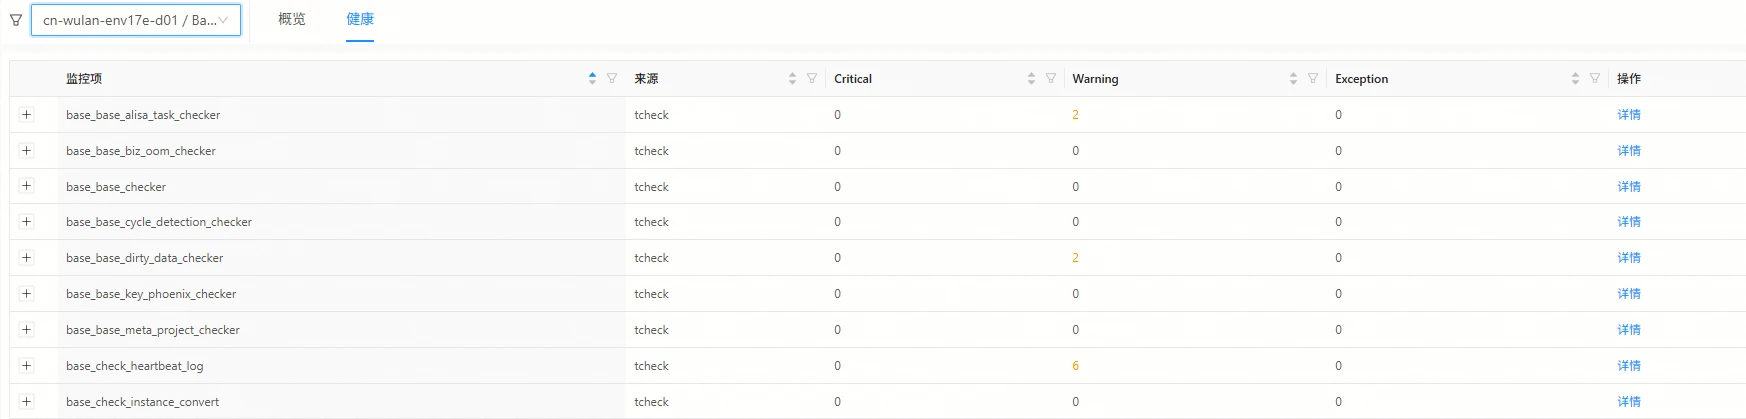 cn-wulan-env17e-d01 / Ba... 概览 健康
监控项 来源 Critical Warning Exception 操作
base_base_alisa_task_checker tcheck 0 2 0 详情
base_base_biz_oom_checker tcheck 0 0 0 详情
base_base_checker tcheck 0 0 0 详情
base_base_cycle_detection_checker tcheck 0 0 0 详情
base_base_dirty_data_checker tcheck 0 2 0 详情
base_base_key_phoenix_checker tcheck 0 0 0 详情
base_base_meta_project_checker tcheck 0 0 0 详情
base_check_heartbeat_log tcheck 0 6 0 详情
base_check_instance_convert tcheck 0 0 0 详情